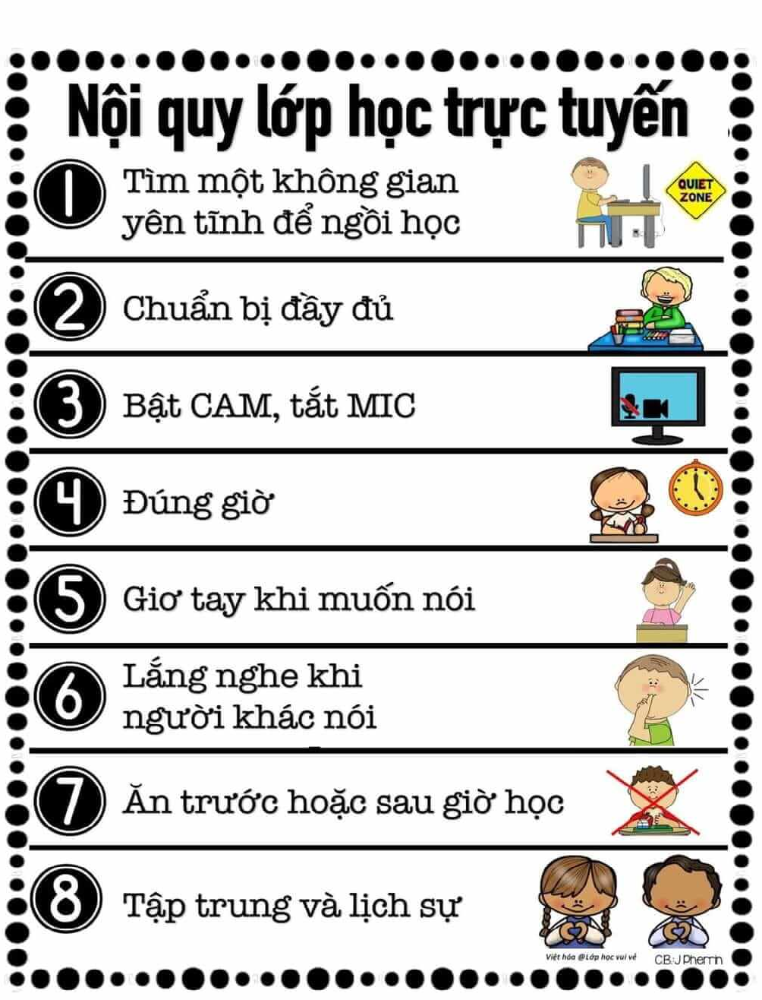 Nội quy lớp học trực tuyến
1
Tìm một không gian
yên tĩnh để ngồi học
QUIET
ZONE
2
Chuẩn bị đầy đủ
3
Bật CAM, tắt MIC
4
Đúng giờ
5
Giơ tay khi muốn nói
6
Lắng nghe khi
người khác nói
7
Ăn trước hoặc sau giờ học
8
Tập trung và lịch sự
Việt hóa @Lớp học vui vẻ
C.B.:J Pherrin